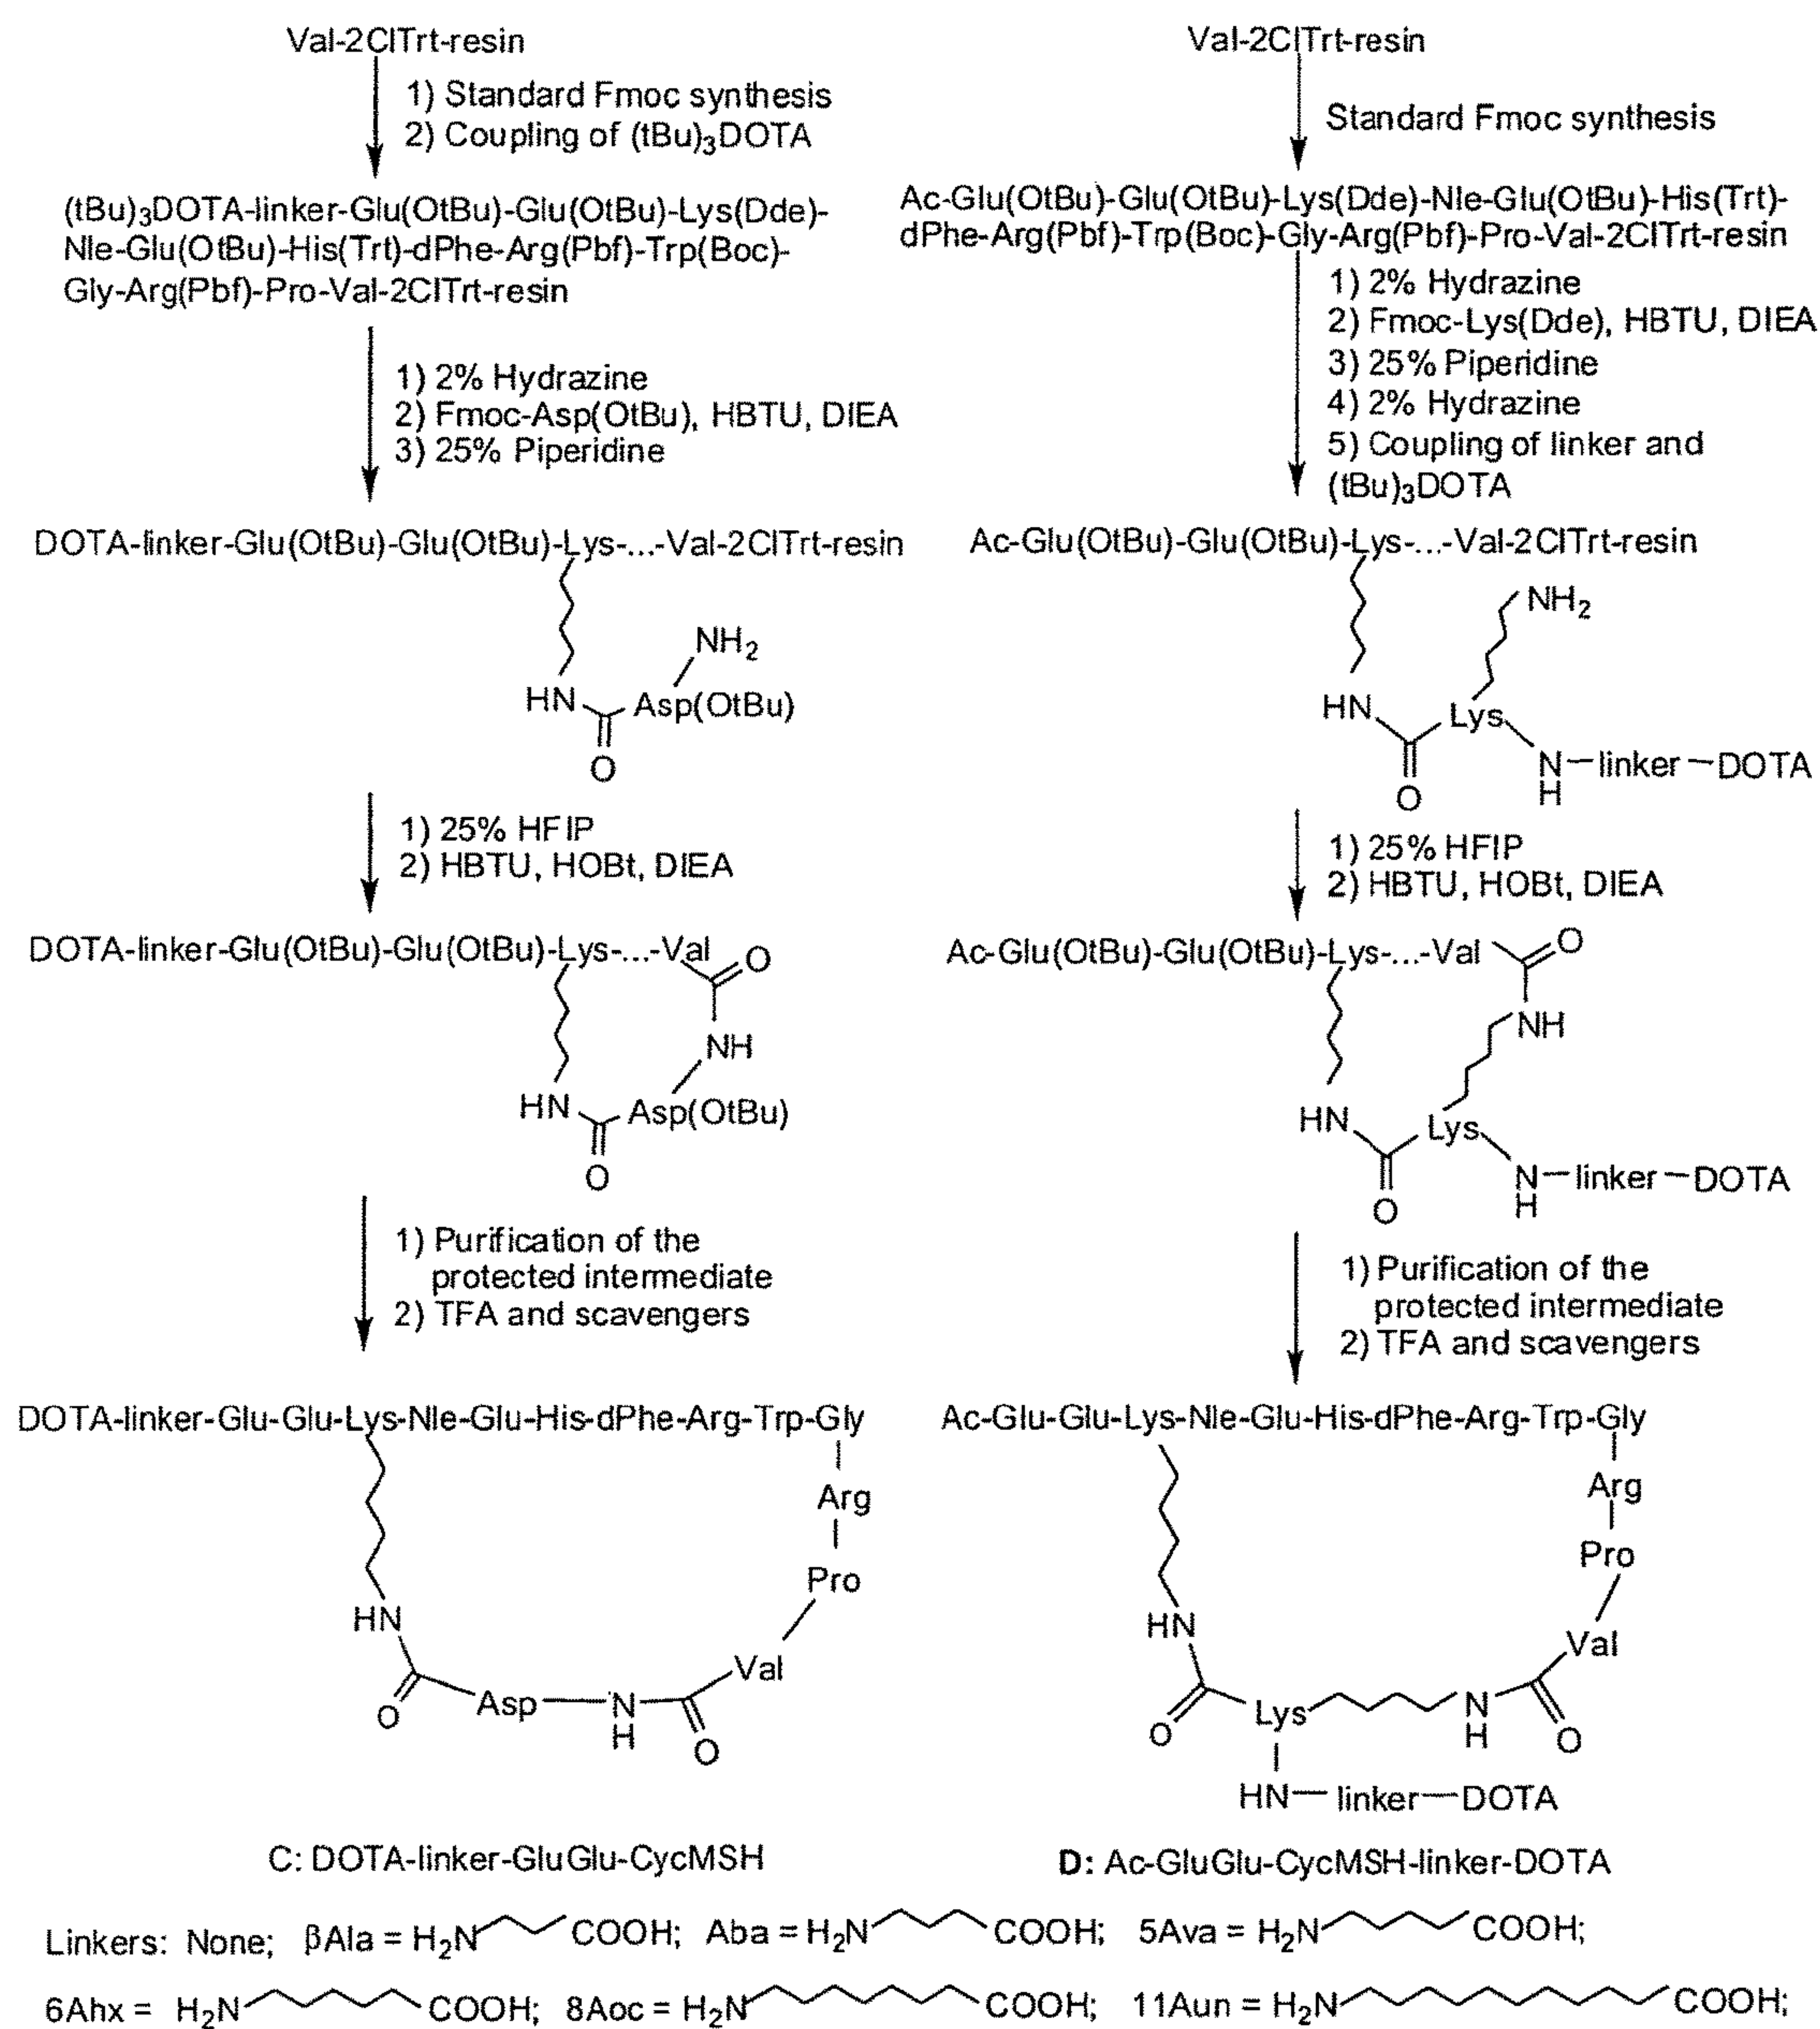 Val-2ClTrt-resin
1) Standard Fmoc synthesis
2) Coupling of (tBu)₃DOTA
(tBu)₃DOTA-linker-Glu(OtBu)-Glu(OtBu)-Lys(Dde)-
Nle-Glu(OtBu)-His(Trt)-dPhe-Arg(Pbf)-Trp(Boc)-
Gly-Arg(Pbf)-Pro-Val-2ClTrt-resin
1) 2% Hydrazine
2) Fmoc-Asp(OtBu), HBTU, DIEA
3) 25% Piperidine
DOTA-linker-Glu(OtBu)-Glu(OtBu)-Lys-...-Val-2ClTrt-resin
NH₂
HN
Asp(OtBu)
O
1) 25% HFIP
2) HBTU, HOBt, DIEA
DOTA-linker-Glu(OtBu)-Glu(OtBu)-Lys-...-Val
O
NH
HN
Asp(OtBu)
O
1) Purification of the
protected intermediate
2) TFA and scavengers
DOTA-linker-Glu-Glu-Lys-Nle-Glu-His-dPhe-Arg-Trp-Gly
Arg
Pro
HN
Val
O
Asp
N
H
O
C: DOTA-linker-GluGlu-CycMSH
Val-2ClTrt-resin
Standard Fmoc synthesis
Ac-Glu(OtBu)-Glu(OtBu)-Lys(Dde)-Nle-Glu(OtBu)-His(Trt)-
dPhe-Arg(Pbf)-Trp(Boc)-Gly-Arg(Pbf)-Pro-Val-2ClTrt-resin
1) 2% Hydrazine
2) Fmoc-Lys(Dde), HBTU, DIEA
3) 25% Piperidine
4) 2% Hydrazine
5) Coupling of linker and
(tBu)₃DOTA
Ac-Glu(OtBu)-Glu(OtBu)-Lys-...-Val-2ClTrt-resin
NH₂
HN
Lys
N-linker-DOTA
H
O
1) 25% HFIP
2) HBTU, HOBt, DIEA
Ac-Glu(OtBu)-Glu(OtBu)-Lys-...-Val
O
NH
HN
Lys
N-linker-DOTA
H
O
1) Purification of the
protected intermediate
2) TFA and scavengers
Ac-Glu-Glu-Lys-Nle-Glu-His-dPhe-Arg-Trp-Gly
Arg
Pro
HN
Val
O
Lys
N
H
O
HN-linker-DOTA
D: Ac-GluGlu-CycMSH-linker-DOTA
Linkers: None; βAla = H₂N COOH; Aba = H₂N COOH; 5Ava = H₂N COOH;
6Ahx = H₂N COOH; 8Aoc = H₂N COOH; 11Aun = H₂N COOH;